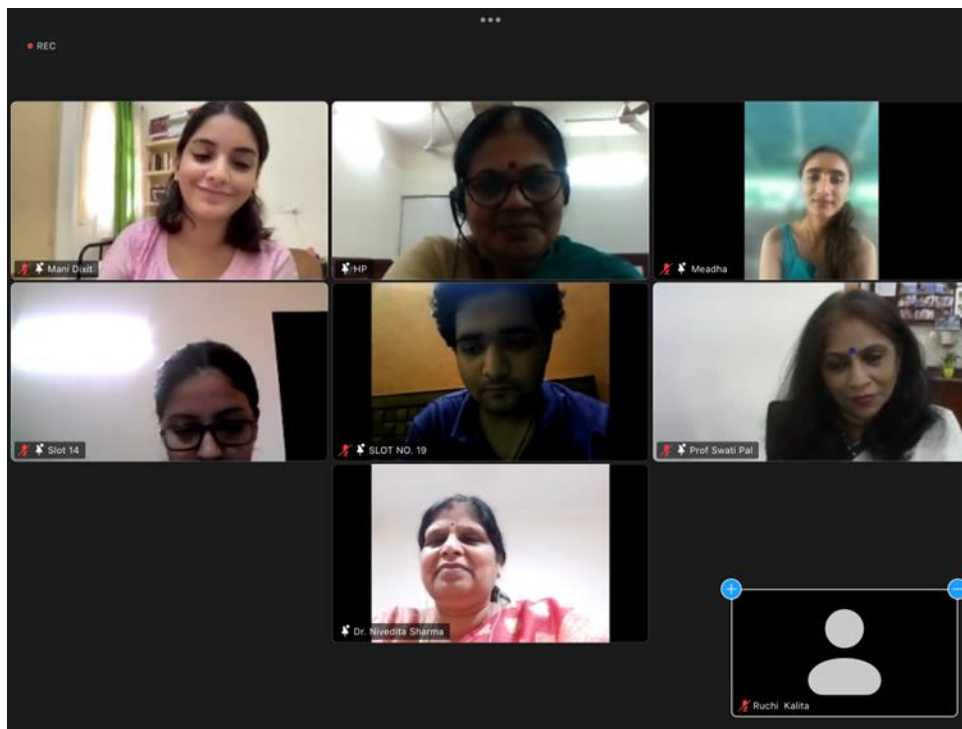 REC
Mani Dixit
HP
Meadha
Slot 14
SLOT NO. 19
Prof Swati Pal
Dr. Nivedita Sharma
Ruchi Kalita